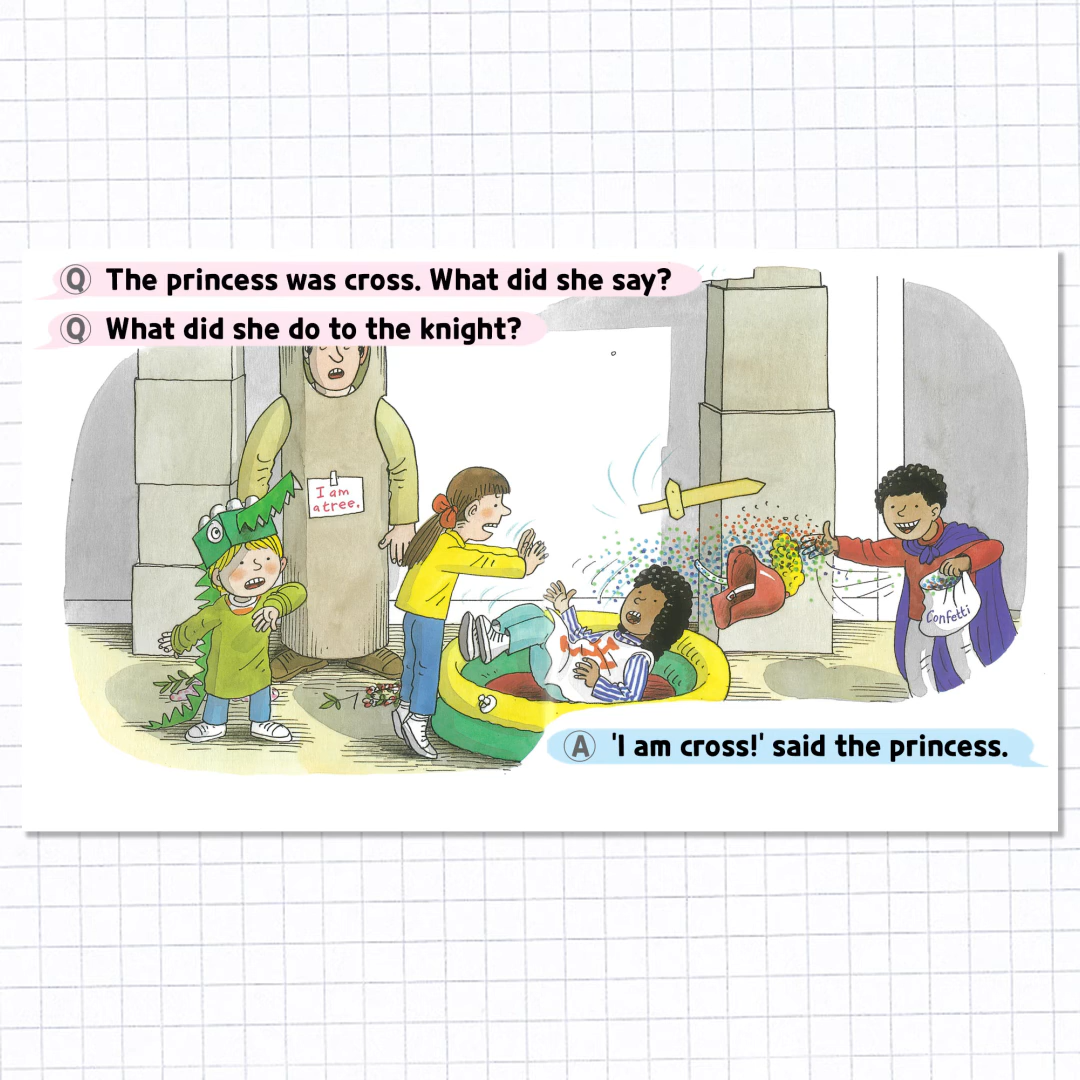 Q The princess was cross. What did she say?
Q What did she do to the knight?
I am
a tree.
Confetti
A 'I am cross!' said the princess.